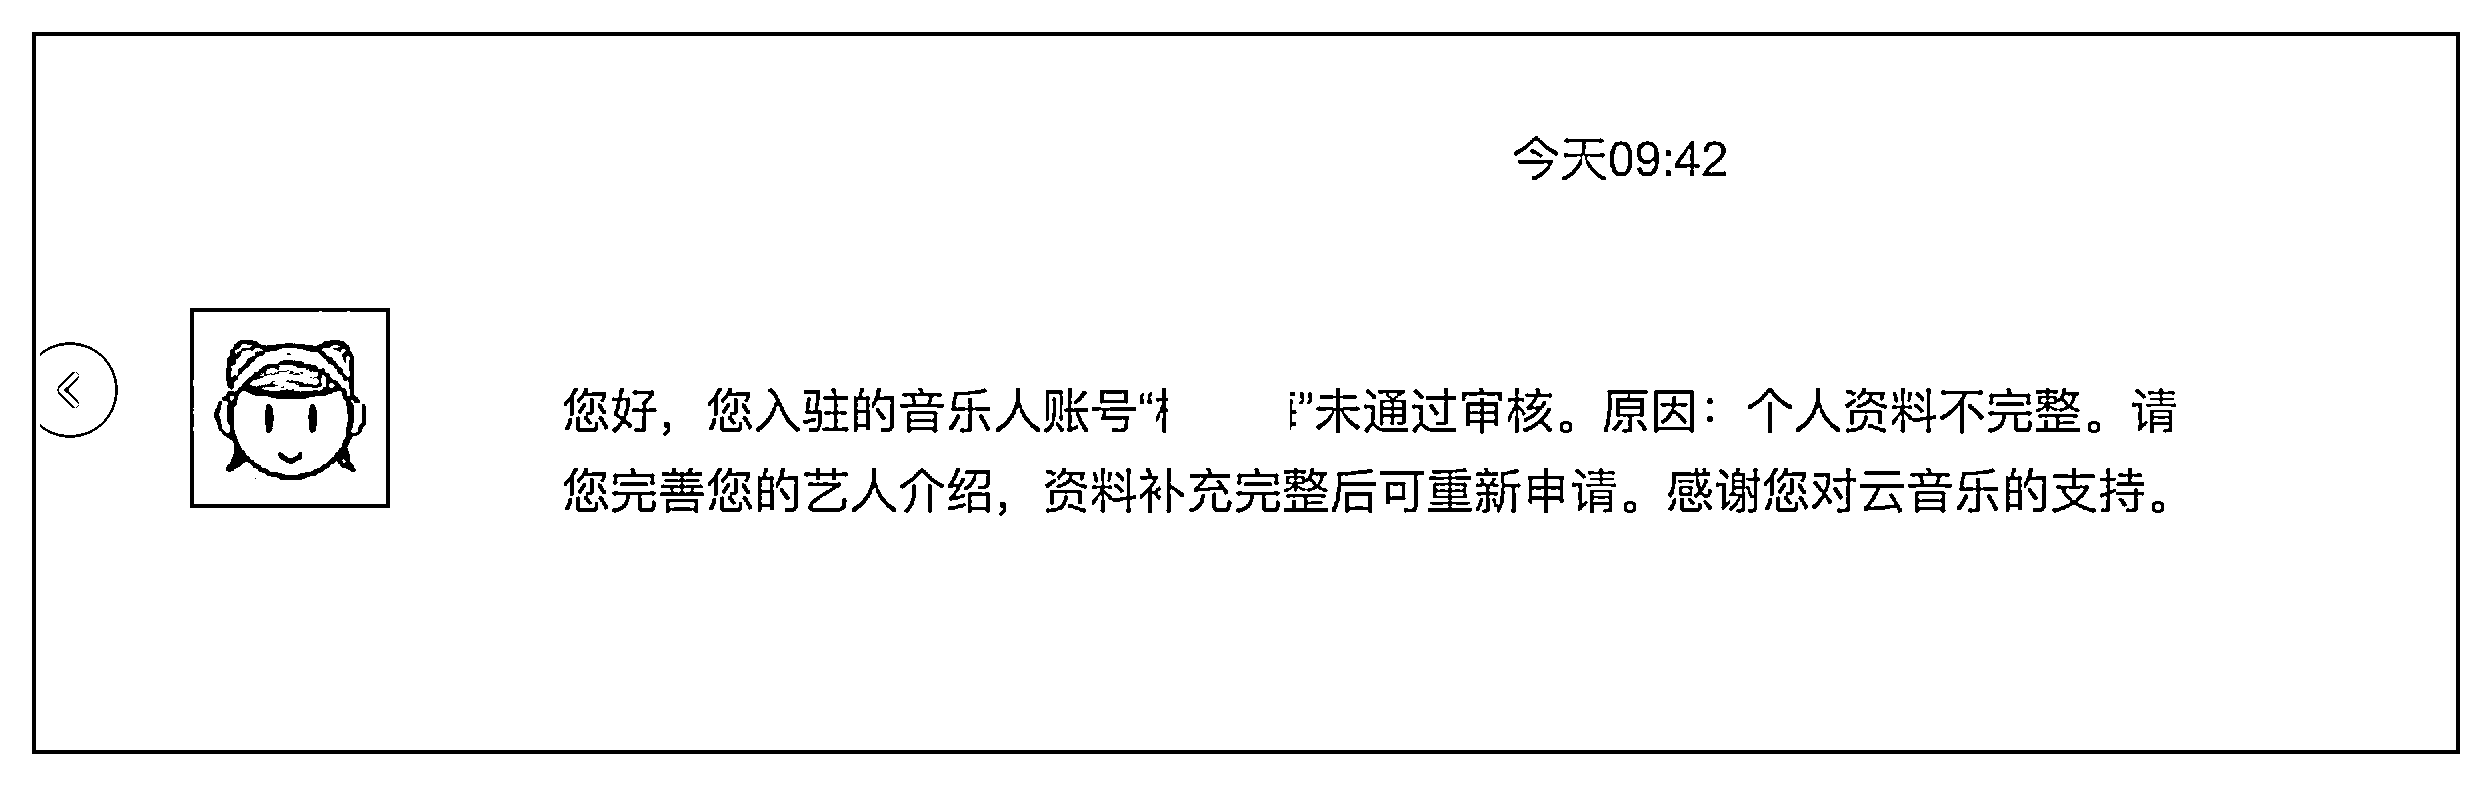 今天09:42
您好，您入驻的音乐人账号“ ”未通过审核。原因：个人资料不完整。请
您完善您的艺人介绍，资料补充完整后可重新申请。感谢您对云音乐的支持。